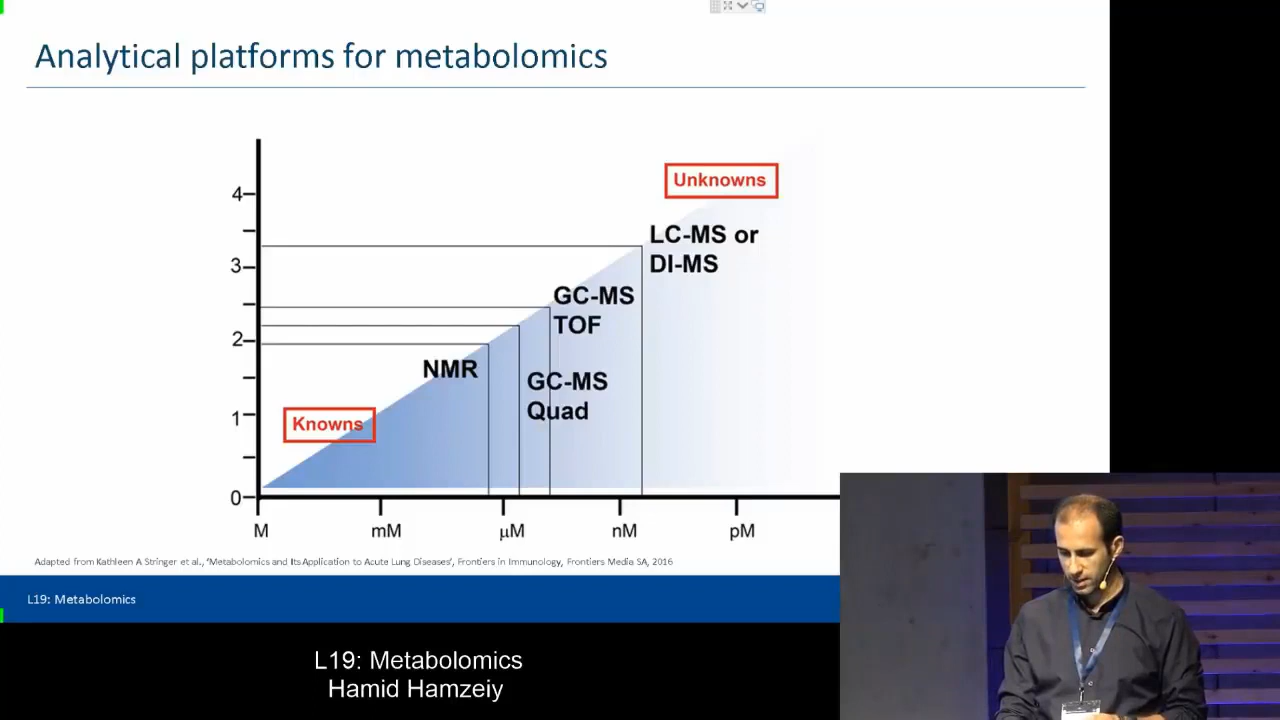 Analytical platforms for metabolomics
Unknowns
4
LC-MS or
DI-MS
3
GC-MS
TOF
2
NMR
GC-MS
Quad
1
Knowns
0
M
mM
μM
nM
pM
Adapted from Kathleen A Stringer et al., 'Metabolomics and Its Application to Acute Lung Diseases', Frontiers in Immunology, Frontiers Media SA, 2016
L19: Metabolomics
L19: Metabolomics
Hamid Hamzeiy